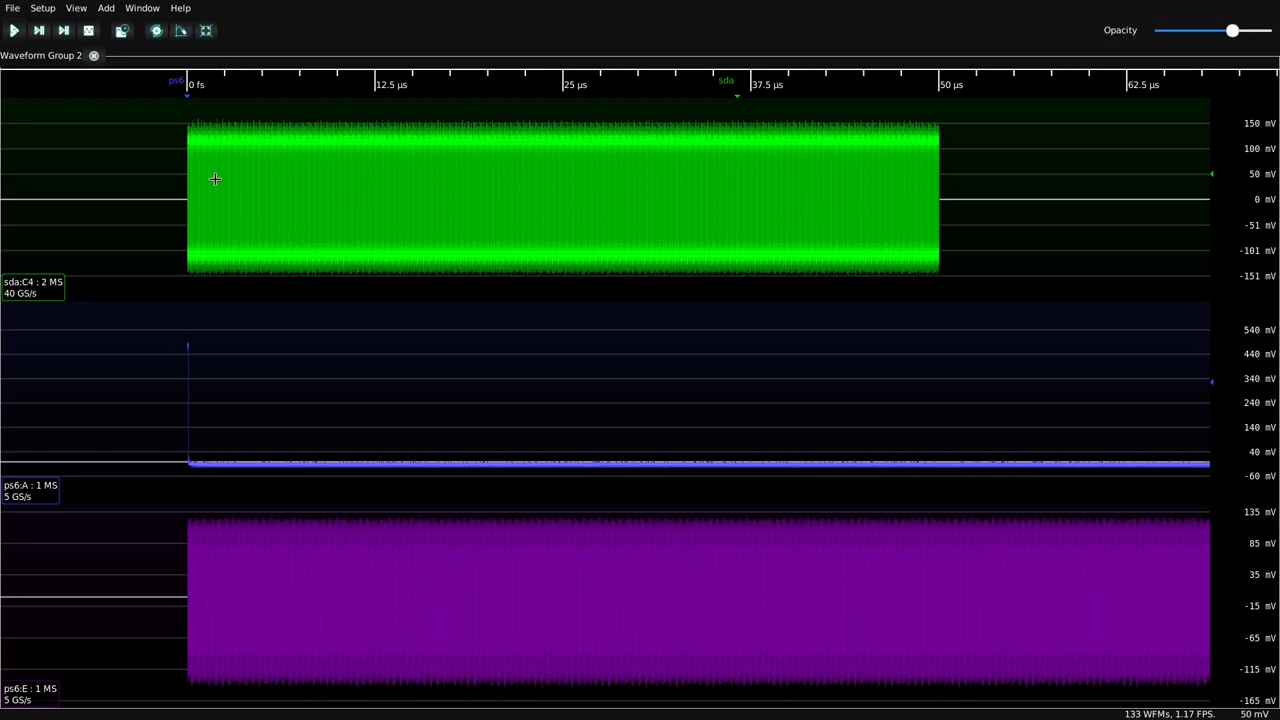 File Setup View Add Window Help
Opacity
Waveform Group 2
ps6 sda
0 fs 12.5 µs 25 µs 37.5 µs 50 µs 62.5 µs
150 mV
100 mV
50 mV
0 mV
-51 mV
-101 mV
-151 mV
sda:C4 : 2 MS
40 GS/s
540 mV
440 mV
340 mV
240 mV
140 mV
40 mV
-60 mV
ps6:A : 1 MS
5 GS/s
135 mV
85 mV
35 mV
-15 mV
-65 mV
-115 mV
-165 mV
ps6:E : 1 MS
5 GS/s
133 WFMs, 1.17 FPS. 50 mV